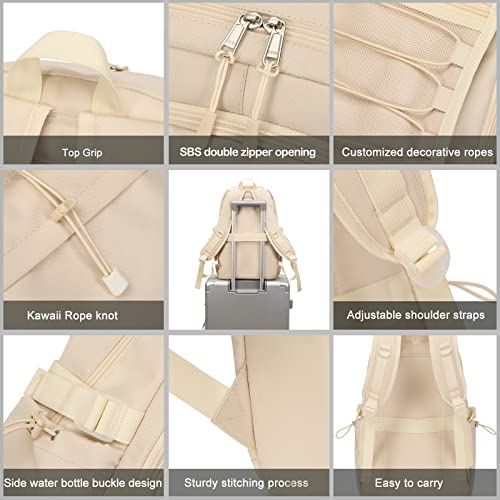 Top Grip
SBS double zipper opening
Customized decorative ropes
Kawaii Rope knot
Adjustable shoulder straps
Side water bottle buckle design
Sturdy stitching process
Easy to carry